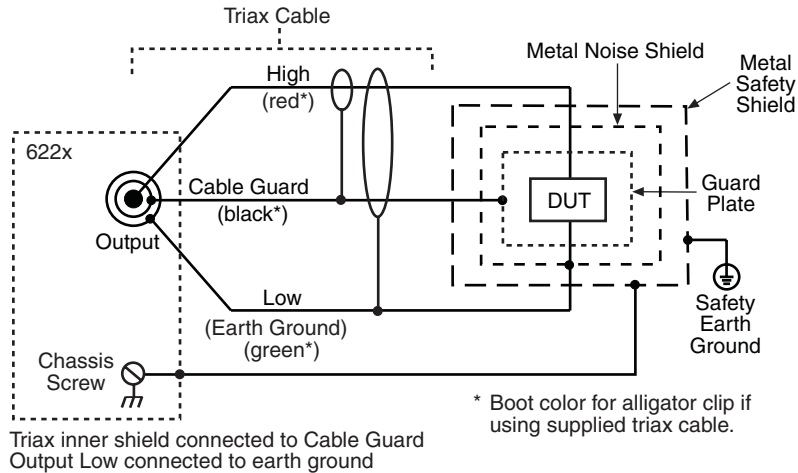 Triax Cable
High
(red*)
Metal Noise Shield
Metal
Safety
Shield
622x
Cable Guard
(black*)
Output
DUT
Guard
Plate
Low
(Earth Ground)
(green*)
Safety
Earth
Ground
Chassis
Screw
* Boot color for alligator clip if
using supplied triax cable.
Triax inner shield connected to Cable Guard
Output Low connected to earth ground